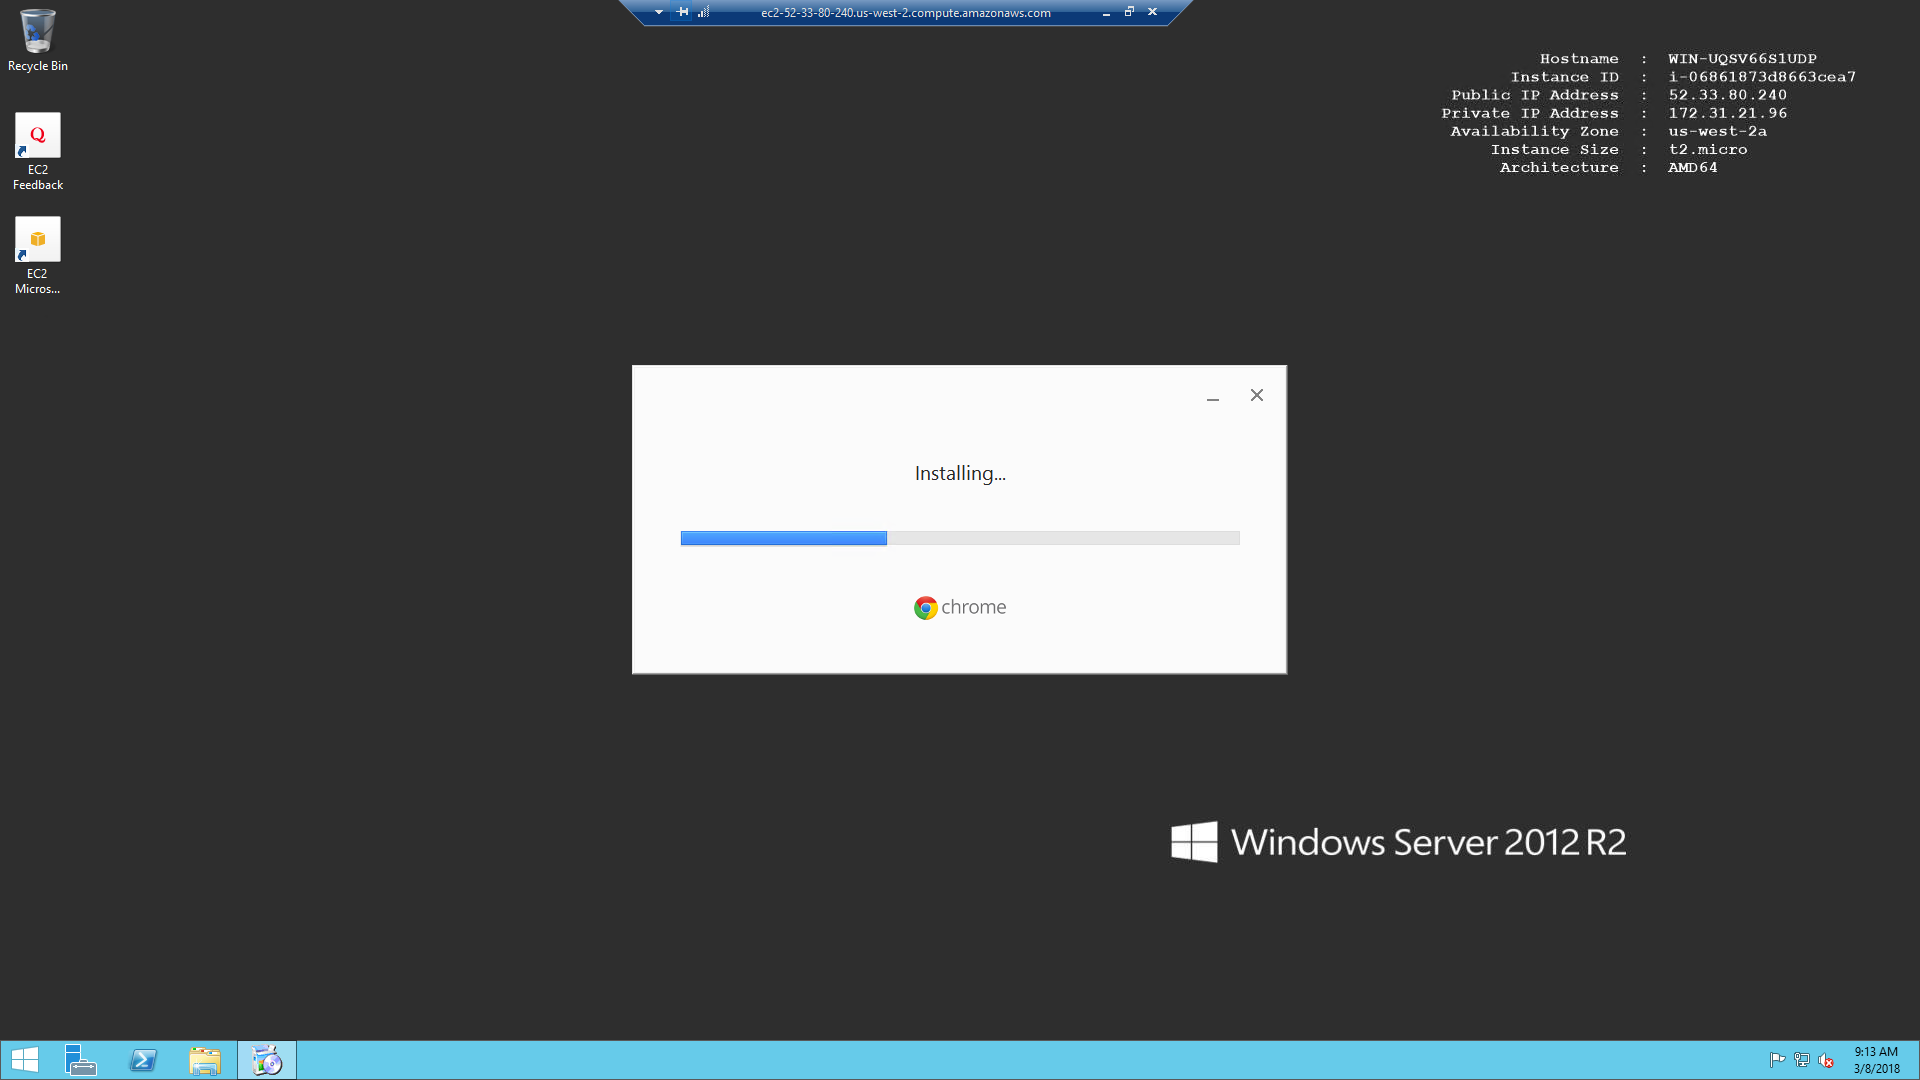 ec2-52-33-80-240.us-west-2.compute.amazonaws.com
Recycle Bin
EC2
Feedback
EC2
Micros...
Hostname : WIN-UQSV66S1UDP
Instance ID : i-06861873d8663cea7
Public IP Address : 52.33.80.240
Private IP Address : 172.31.21.96
Availability Zone : us-west-2a
Instance Size : t2.micro
Architecture : AMD64
Installing...
chrome
Windows Server 2012 R2
9:13 AM
3/8/2018